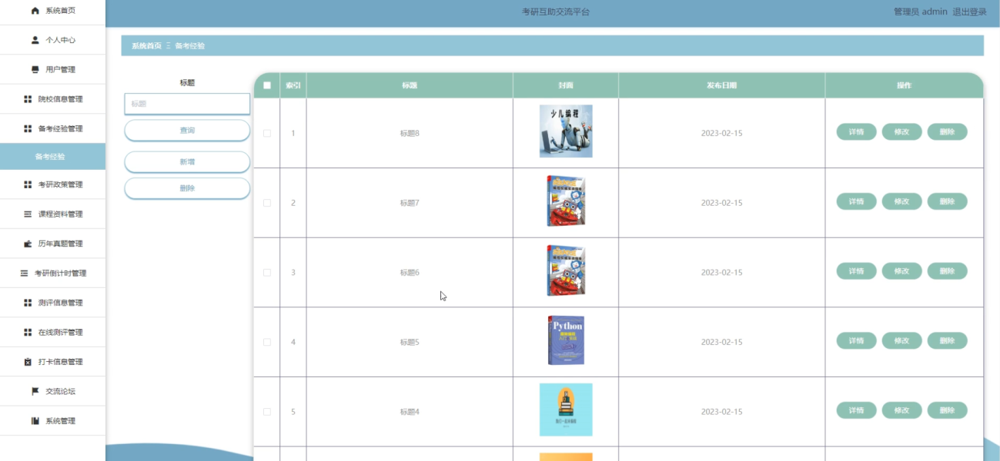 考研互助交流平台
管理员 admin 退出登录
系统首页
个人中心
用户管理
院校信息管理
备考经验管理
备考经验
考研政策管理
课程资料管理
历年真题管理
考研倒计时管理
测评信息管理
在线测评管理
打卡信息管理
交流论坛
系统管理
系统首页 备考经验
标题
标题
查询
新增
删除
索引 标题 封面 发布日期 操作
少儿编程
1 标题8 2023-02-15 详情 修改 删除
2 标题7 2023-02-15 详情 修改 删除
3 标题6 2023-02-15 详情 修改 删除
Python
4 标题5 2023-02-15 详情 修改 删除
5 标题4 2023-02-15 详情 修改 删除